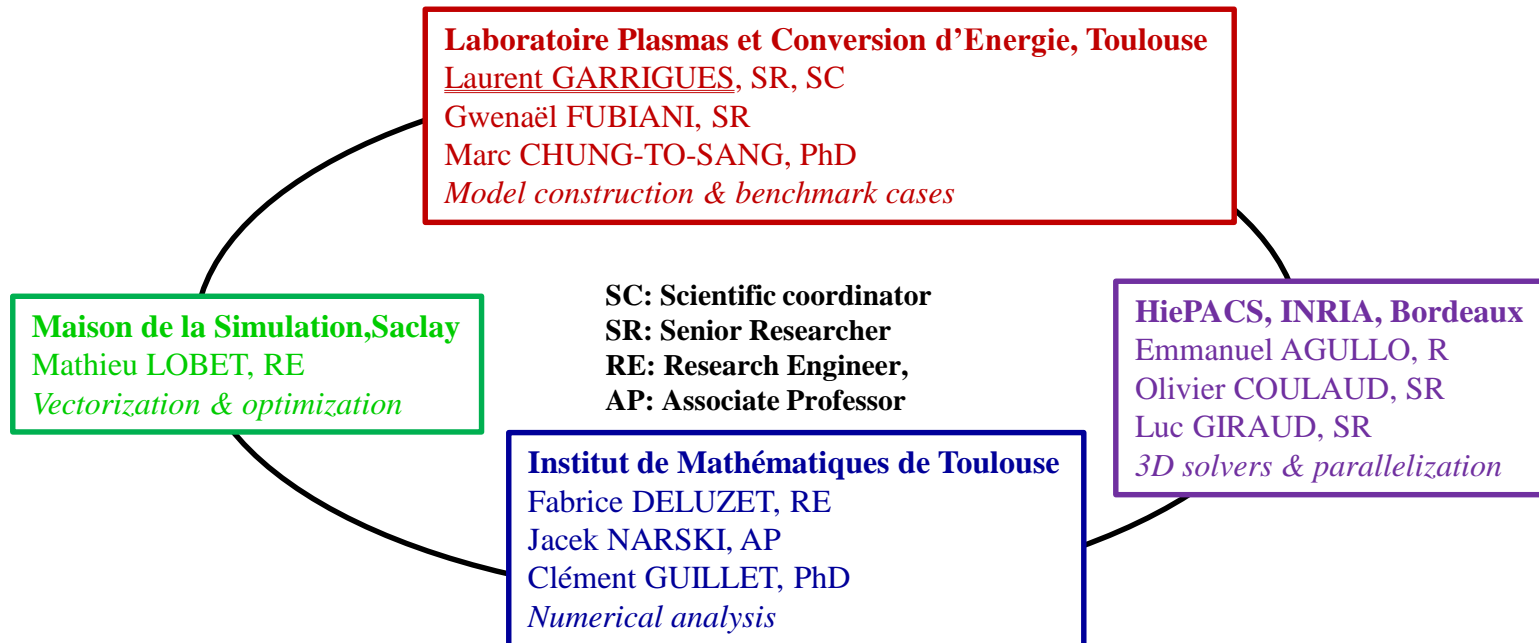 Laboratoire Plasmas et Conversion d’Energie, Toulouse
Laurent GARRIGUES, SR, SC
Gwenaël FUBIANI, SR
Marc CHUNG-TO-SANG, PhD
Model construction & benchmark cases
Maison de la Simulation,Saclay
Mathieu LOBET, RE
Vectorization & optimization
SC: Scientific coordinator
SR: Senior Researcher
RE: Research Engineer,
AP: Associate Professor
HiePACS, INRIA, Bordeaux
Emmanuel AGULLO, R
Olivier COULAUD, SR
Luc GIRAUD, SR
3D solvers & parallelization
Institut de Mathématiques de Toulouse
Fabrice DELUZET, RE
Jacek NARSKI, AP
Clément GUILLET, PhD
Numerical analysis